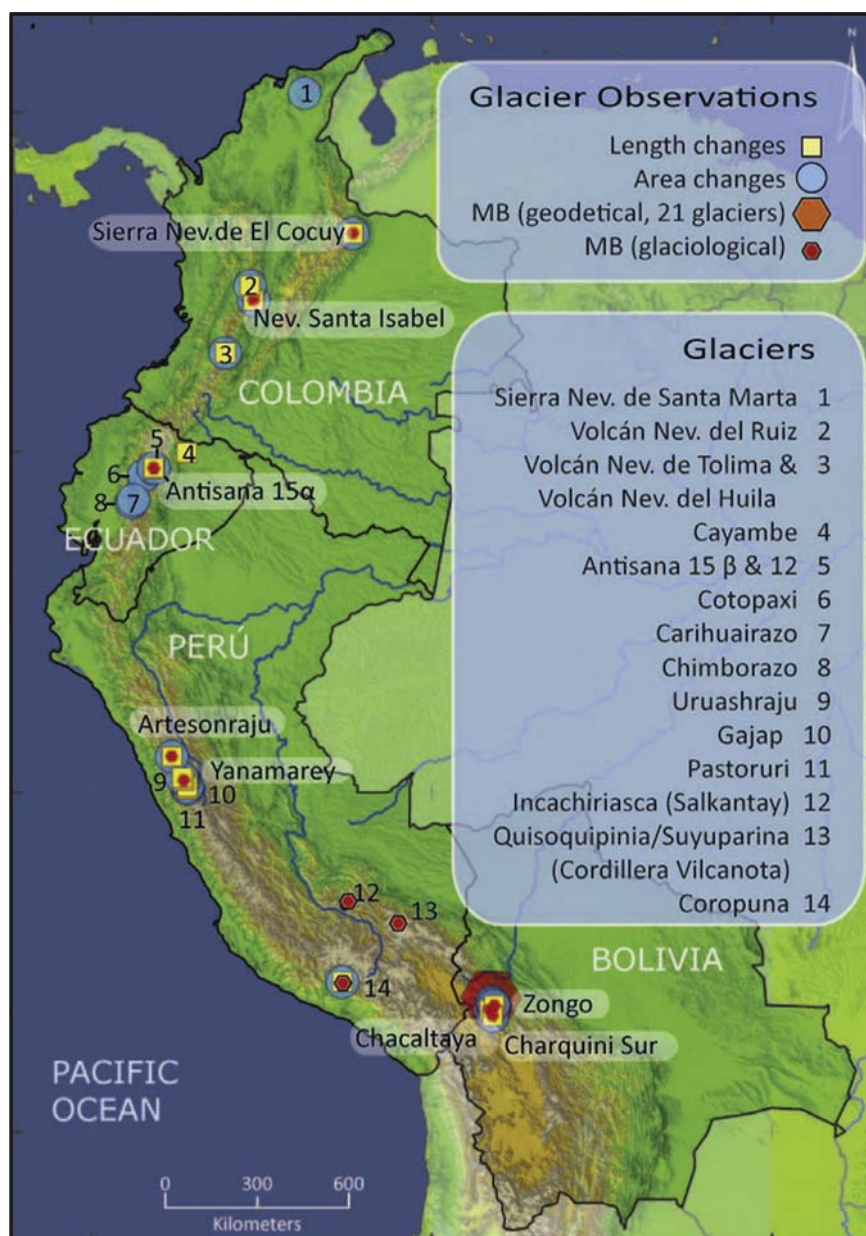 N
Glacier Observations
Length changes
Area changes
MB (geodetical, 21 glaciers)
MB (glaciological)
Glaciers
Sierra Nev. de Santa Marta 1
Volcán Nev. del Ruiz 2
Volcán Nev. de Tolima & 3
Volcán Nev. del Huila
Cayambe 4
Antisana 15 β & 12 5
Cotopaxi 6
Carihuairazo 7
Chimborazo 8
Uruashraju 9
Gajap 10
Pastoruri 11
Incachiriasca (Salkantay) 12
Quisoquipinia/Suyuparina 13
(Cordillera Vilcanota)
Coropuna 14
1
Sierra Nev.de El Cocuy
2
Nev. Santa Isabel
3
COLOMBIA
5
4
6
Antisana 15α
8
7
ECUADOR
PERÚ
Artesonraju
Yanamarey
9
10
11
12
13
14
BOLIVIA
Zongo
Chacaltaya
Charquini Sur
PACIFIC
OCEAN
0 300 600
Kilometers